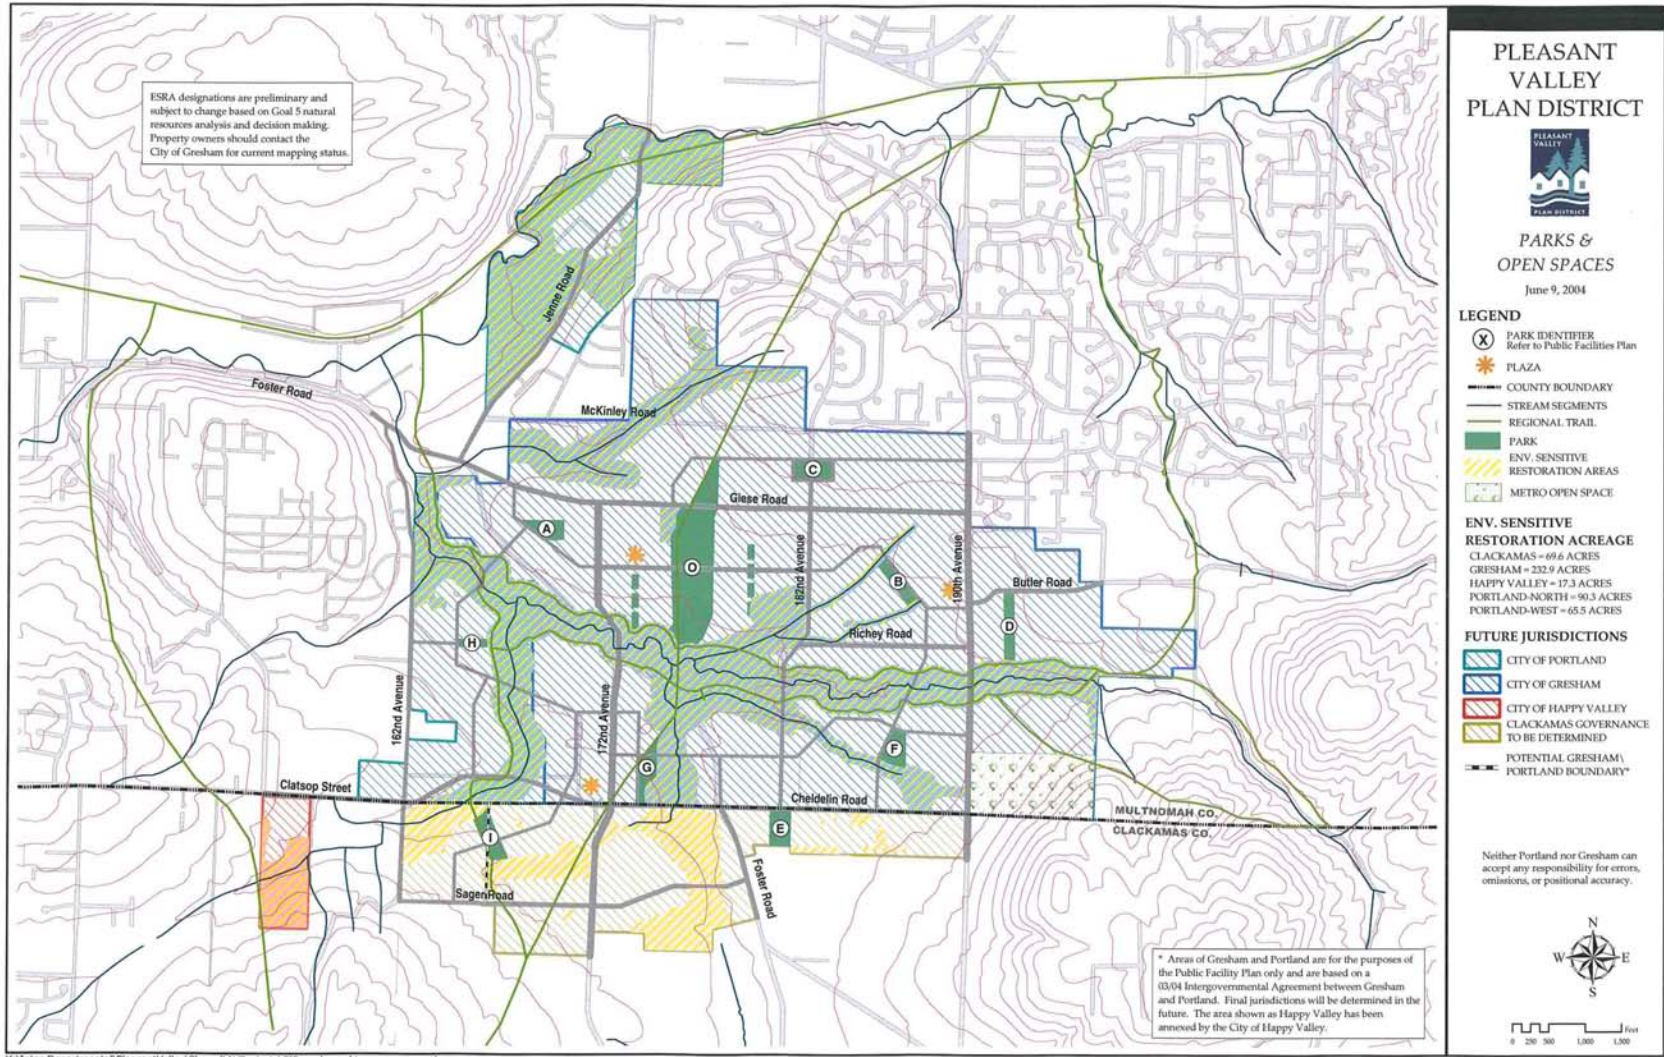 ESRA designations are preliminary and
subject to change based on Goal 5 natural
resources analysis and decision making.
Property owners should contact the
City of Gresham for current mapping status.
Jenne Road
Foster Road
McKinley Road
C
Giese Road
A
O
182nd Avenue
B
190th Avenue
Butler Road
D
H
Richey Road
162nd Avenue
172nd Avenue
F
G
Clatsop Street
Cheldelin Road
MULTNOMAH CO.
CLACKAMAS CO.
I
E
Sager Road
Foster Road
* Areas of Gresham and Portland are for the purposes of
the Public Facility Plan only and are based on a
03/04 Intergovernmental Agreement between Gresham
and Portland. Final jurisdictions will be determined in the
future. The area shown as Happy Valley has been
annexed by the City of Happy Valley.
PLEASANT
VALLEY
PLAN DISTRICT
PLEASANT
VALLEY
PLAN DISTRICT
PARKS &
OPEN SPACES
June 9, 2004
LEGEND
X PARK IDENTIFIER
Refer to Public Facilities Plan
PLAZA
COUNTY BOUNDARY
STREAM SEGMENTS
REGIONAL TRAIL
PARK
ENV. SENSITIVE
RESTORATION AREAS
METRO OPEN SPACE
ENV. SENSITIVE
RESTORATION ACREAGE
CLACKAMAS = 69.6 ACRES
GRESHAM = 232.9 ACRES
HAPPY VALLEY = 17.3 ACRES
PORTLAND-NORTH = 90.3 ACRES
PORTLAND-WEST = 65.5 ACRES
FUTURE JURISDICTIONS
CITY OF PORTLAND
CITY OF GRESHAM
CITY OF HAPPY VALLEY
CLACKAMAS GOVERNANCE
TO BE DETERMINED
POTENTIAL GRESHAM\
PORTLAND BOUNDARY*
Neither Portland nor Gresham can
accept any responsibility for errors,
omissions, or positional accuracy.
N
W E
S
Feet
0 250 500 1,000 1,500